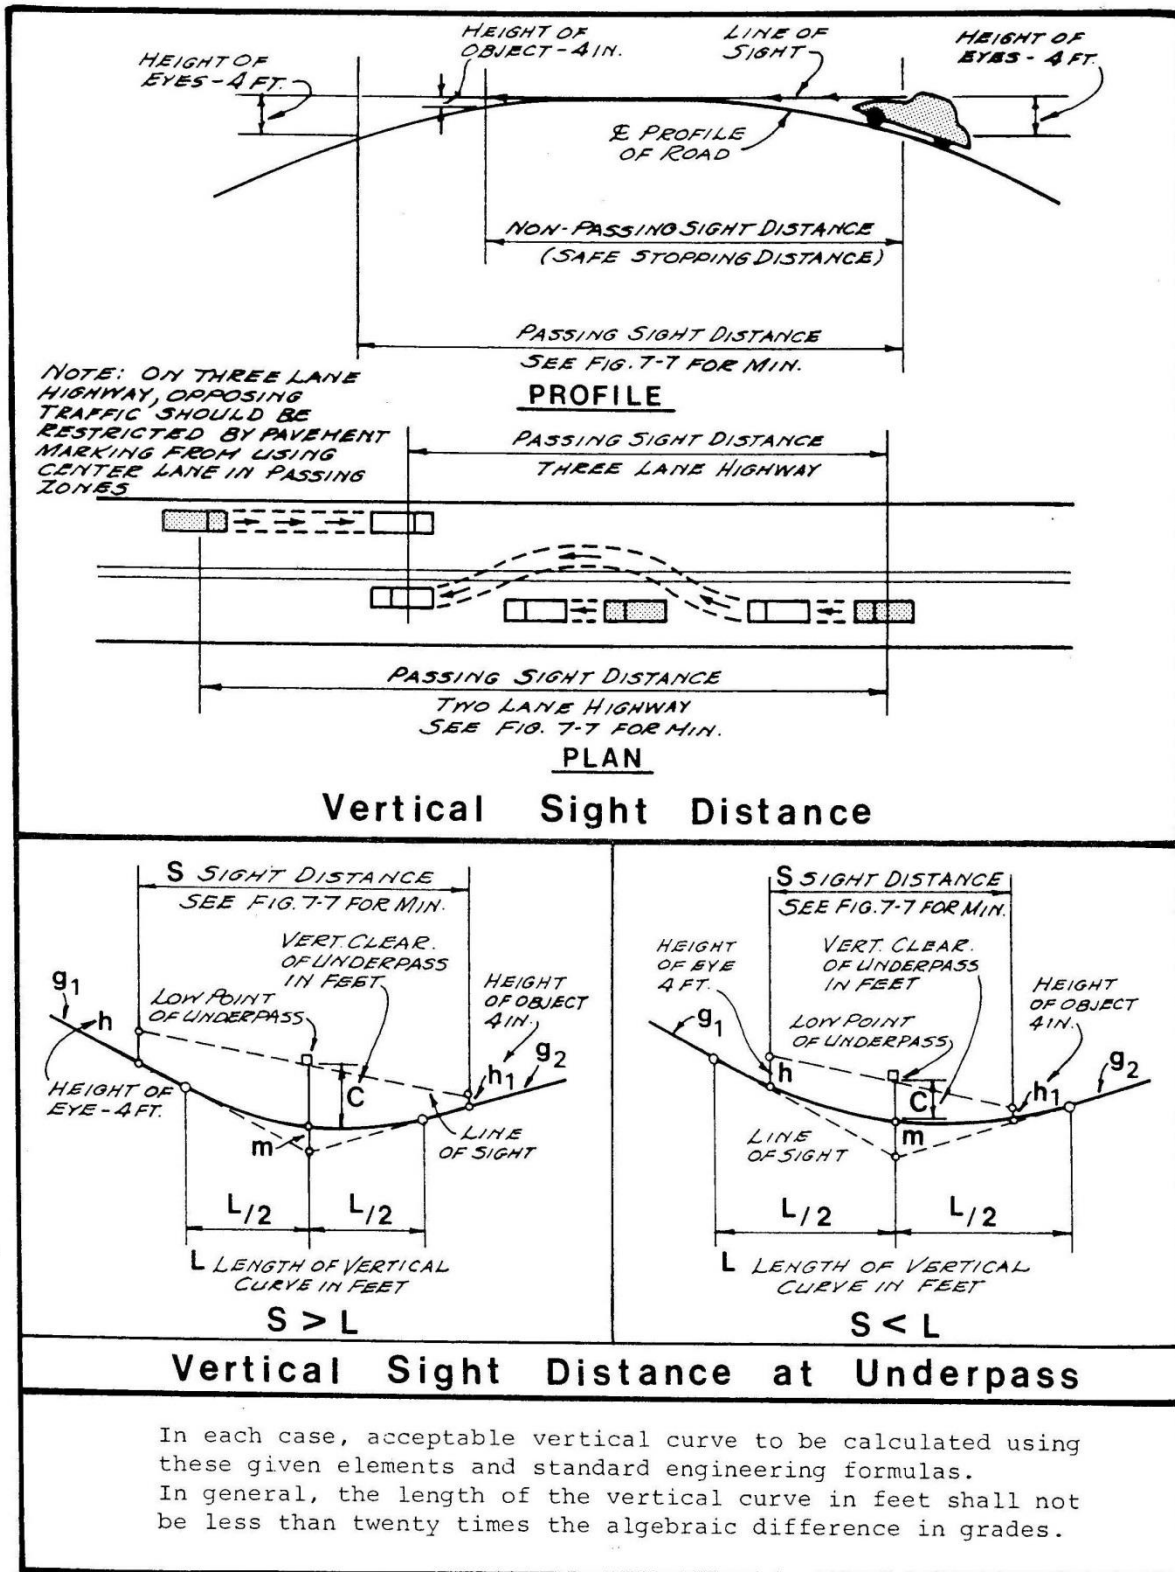 HEIGHT OF
EYES-4 FT.
HEIGHT OF
OBJECT-4 IN.
LINE OF
SIGHT
HEIGHT OF
EYES - 4 FT.
℄ PROFILE
OF ROAD
NON-PASSING SIGHT DISTANCE
(SAFE STOPPING DISTANCE)
PASSING SIGHT DISTANCE
SEE FIG. 7-7 FOR MIN.
PROFILE
NOTE: ON THREE LANE
HIGHWAY, OPPOSING
TRAFFIC SHOULD BE
RESTRICTED BY PAVEMENT
MARKING FROM USING
CENTER LANE IN PASSING
ZONES
PASSING SIGHT DISTANCE
THREE LANE HIGHWAY
PASSING SIGHT DISTANCE
TWO LANE HIGHWAY
SEE FIG. 7-7 FOR MIN.
PLAN
Vertical Sight Distance
S SIGHT DISTANCE
SEE FIG. 7-7 FOR MIN.
VERT. CLEAR.
OF UNDERPASS
IN FEET
g1
h
LOW POINT
OF UNDERPASS
HEIGHT
OF OBJECT
4 IN.
g2
h1
C
HEIGHT OF
EYE-4 FT.
m
LINE
OF SIGHT
L/2
L/2
L LENGTH OF VERTICAL
CURVE IN FEET
S > L
S SIGHT DISTANCE
SEE FIG. 7-7 FOR MIN.
HEIGHT
OF EYE
4 FT.
VERT. CLEAR.
OF UNDERPASS
IN FEET
HEIGHT
OF OBJECT
4 IN.
g1
LOW POINT
OF UNDERPASS
g2
h
C
h1
m
LINE
OF SIGHT
L/2
L/2
L LENGTH OF VERTICAL
CURVE IN FEET
S < L
Vertical Sight Distance at Underpass
In each case, acceptable vertical curve to be calculated using
these given elements and standard engineering formulas.
In general, the length of the vertical curve in feet shall not
be less than twenty times the algebraic difference in grades.